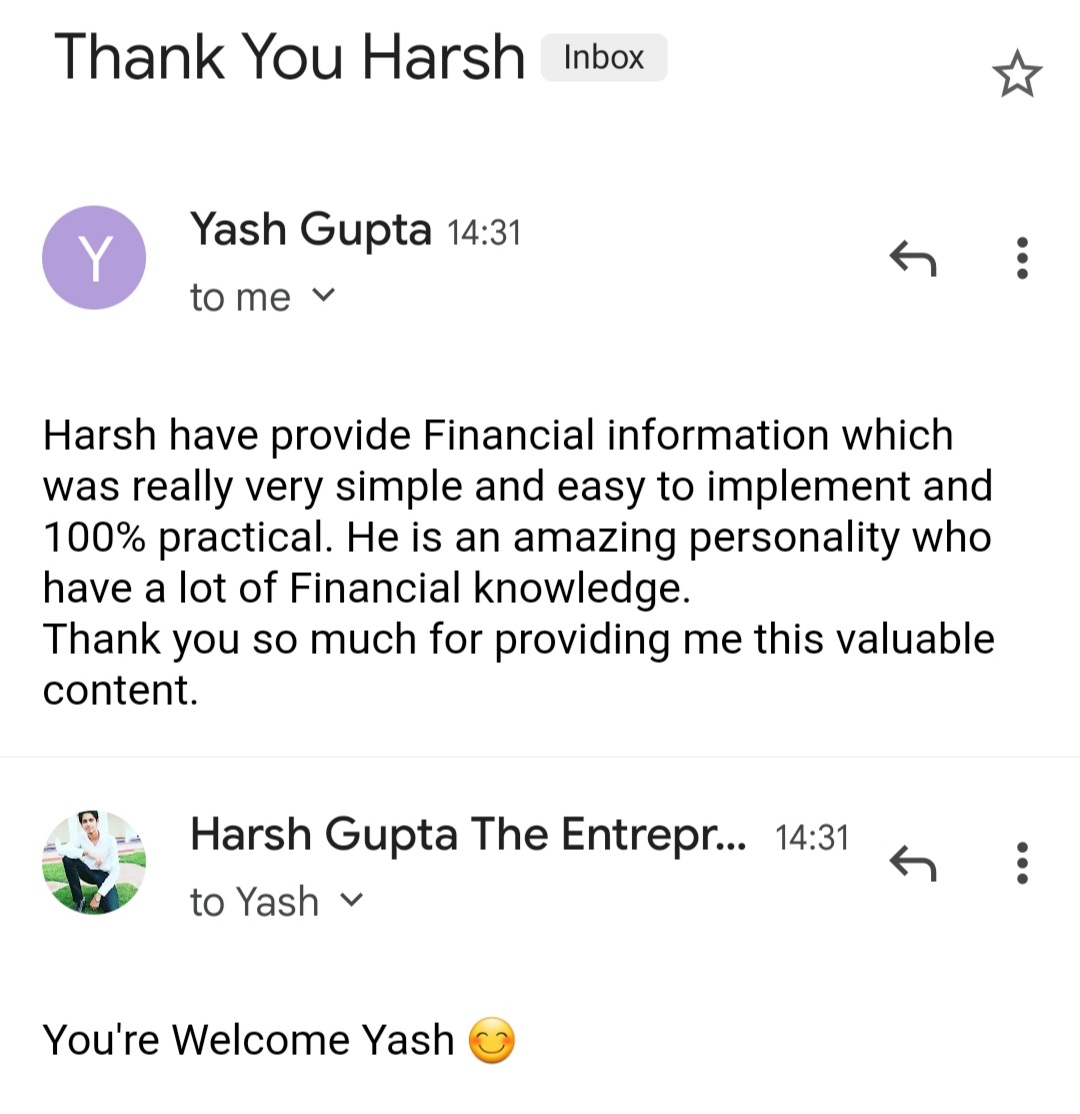 Thank You Harsh Inbox
Y
Yash Gupta 14:31
to me
Harsh have provide Financial information which
was really very simple and easy to implement and
100% practical. He is an amazing personality who
have a lot of Financial knowledge.
Thank you so much for providing me this valuable
content.
Harsh Gupta The Entrepr... 14:31
to Yash
You're Welcome Yash 😊